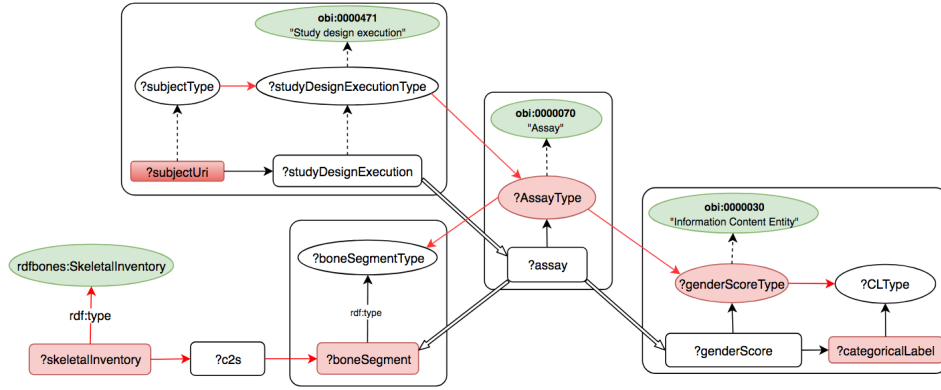 obi:0000471
"Study design execution"
?subjectType
?studyDesignExecutionType
?subjectUri
?studyDesignExecution
obi:0000070
"Assay"
?AssayType
?assay
obi:0000030
"Information Content Entity"
?genderScoreType
?CLType
?genderScore
?categoricalLabel
?boneSegmentType
rdf:type
?boneSegment
rdfbones:SkeletalInventory
rdf:type
?skeletalInventory
?c2s